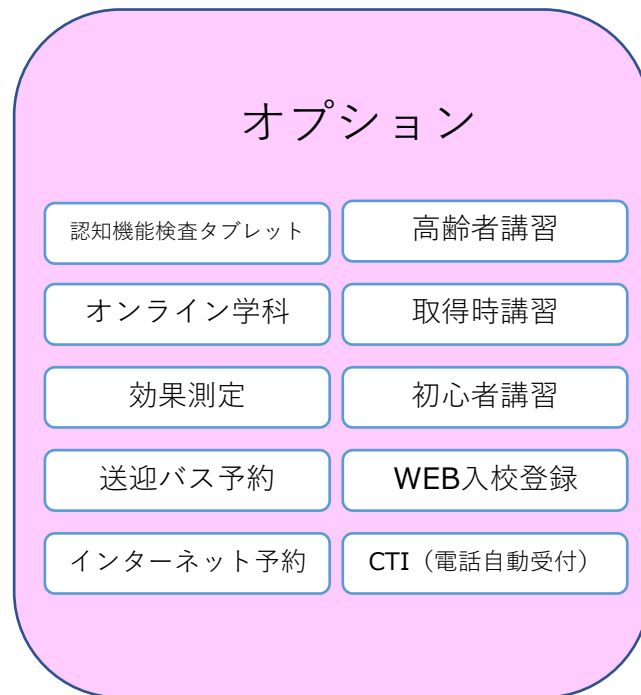 オプション
認知機能検査タブレット
高齢者講習
オンライン学科
取得時講習
効果測定
初心者講習
送迎バス予約
WEB入校登録
インターネット予約
CTI（電話自動受付）